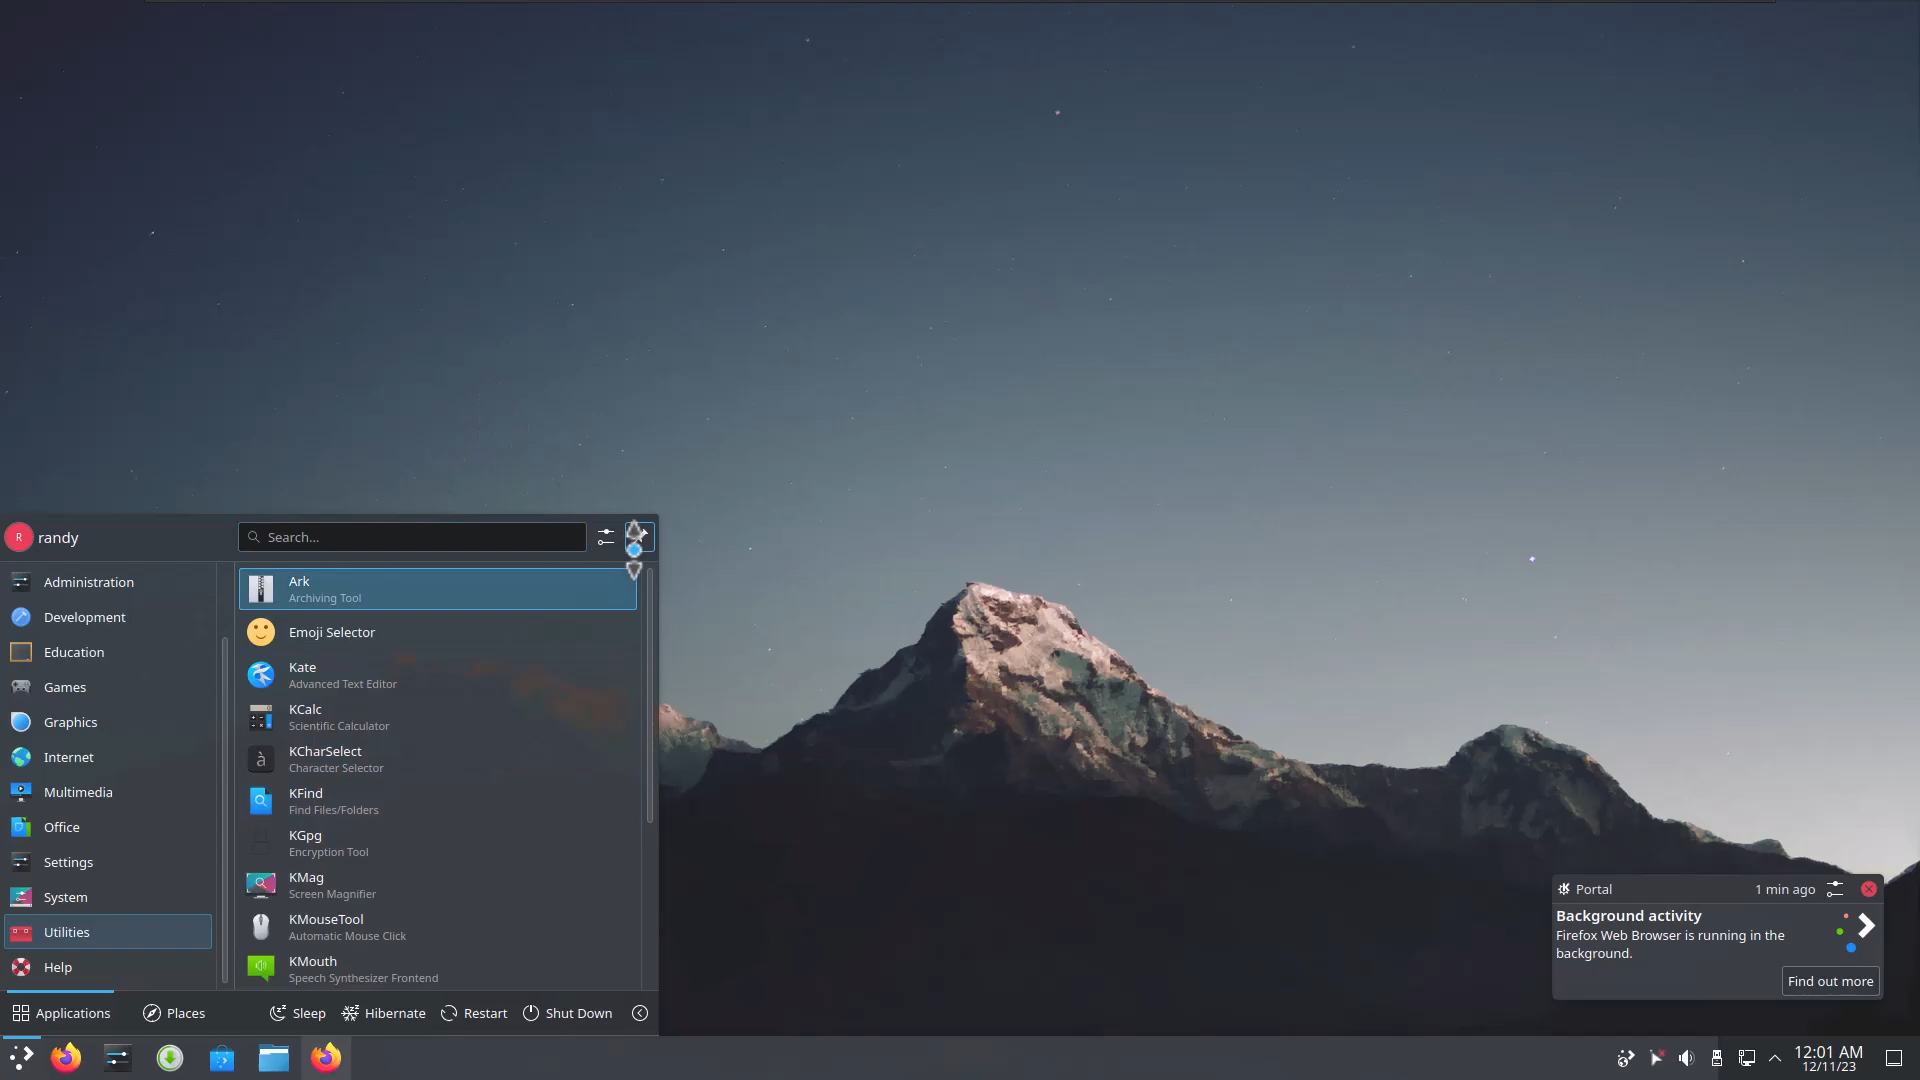 R
randy
Search...
Administration
Development
Education
Games
Graphics
Internet
Multimedia
Office
Settings
System
Utilities
Help
Ark
Archiving Tool
Emoji Selector
Kate
Advanced Text Editor
KCalc
Scientific Calculator
à
KCharSelect
Character Selector
KFind
Find Files/Folders
KGpg
Encryption Tool
KMag
Screen Magnifier
KMouseTool
Automatic Mouse Click
KMouth
Speech Synthesizer Frontend
Applications
Places
Sleep
Hibernate
Restart
Shut Down
Portal
1 min ago
Background activity
Firefox Web Browser is running in the
background.
Find out more
12:01 AM
12/11/23